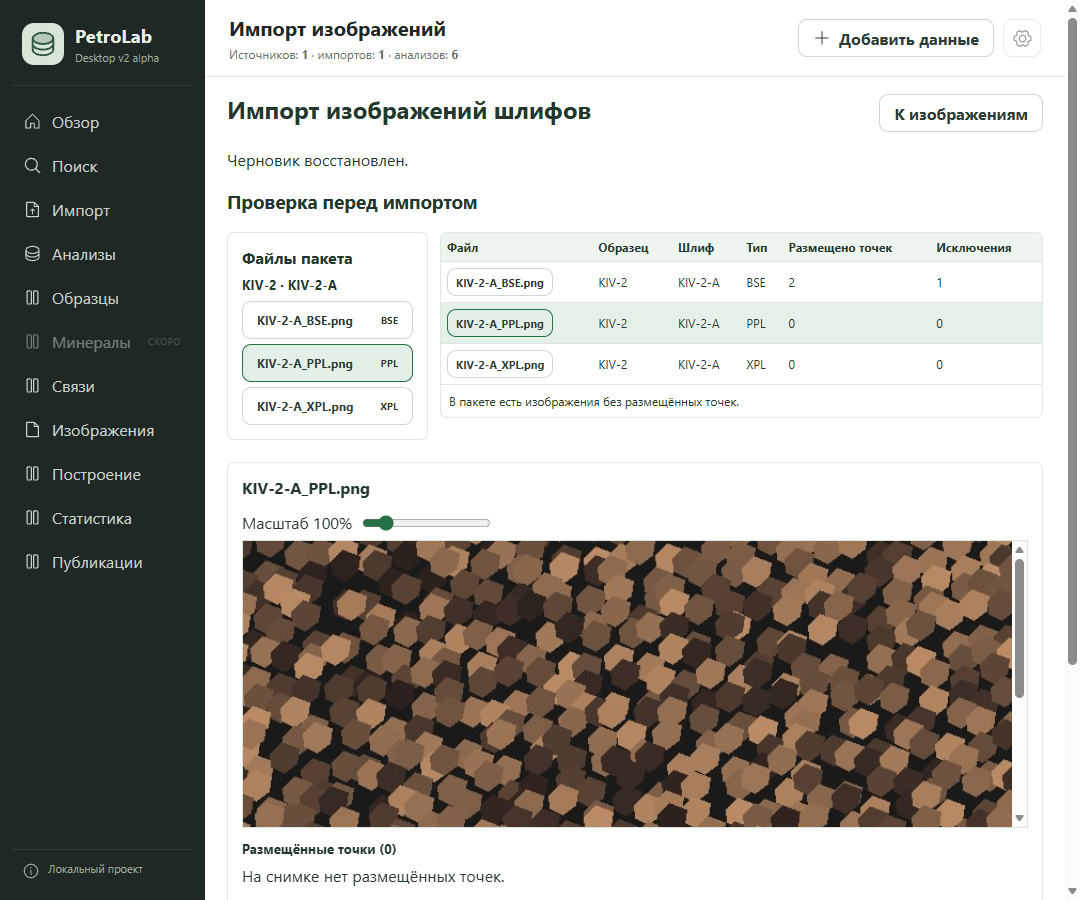 PetroLab
Desktop v2 alpha
Обзор
Поиск
Импорт
Анализы
Образцы
Минералы СКОРО
Связи
Изображения
Построение
Статистика
Публикации
Локальный проект
Импорт изображений
Источников: 1 · импортов: 1 · анализов: 6
Добавить данные
Импорт изображений шлифов
К изображениям
Черновик восстановлен.
Проверка перед импортом
Файлы пакета
KIV-2 · KIV-2-A
KIV-2-A_BSE.png BSE
KIV-2-A_PPL.png PPL
KIV-2-A_XPL.png XPL
Файл Образец Шлиф Тип Размещено точек Исключения
KIV-2-A_BSE.png KIV-2 KIV-2-A BSE 2 1
KIV-2-A_PPL.png KIV-2 KIV-2-A PPL 0 0
KIV-2-A_XPL.png KIV-2 KIV-2-A XPL 0 0
В пакете есть изображения без размещённых точек.
KIV-2-A_PPL.png
Масштаб 100%
Размещённые точки (0)
На снимке нет размещённых точек.